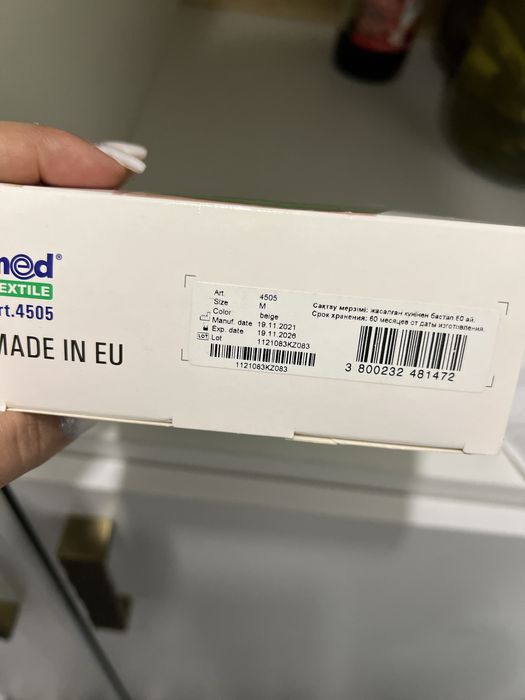 med®
EXTILE
rt.4505
MADE IN EU
Art. 4505
Size M
Color beige
Manuf. date 19.11.2021
Exp. date 19.11.2026
LOT Lot 1121083KZ083
1121083KZ083
Сақтау мерзімі: жасалған күнінен бастап 60 ай.
Срок хранения: 60 месяцев от даты изготовления.
3 800232 481472